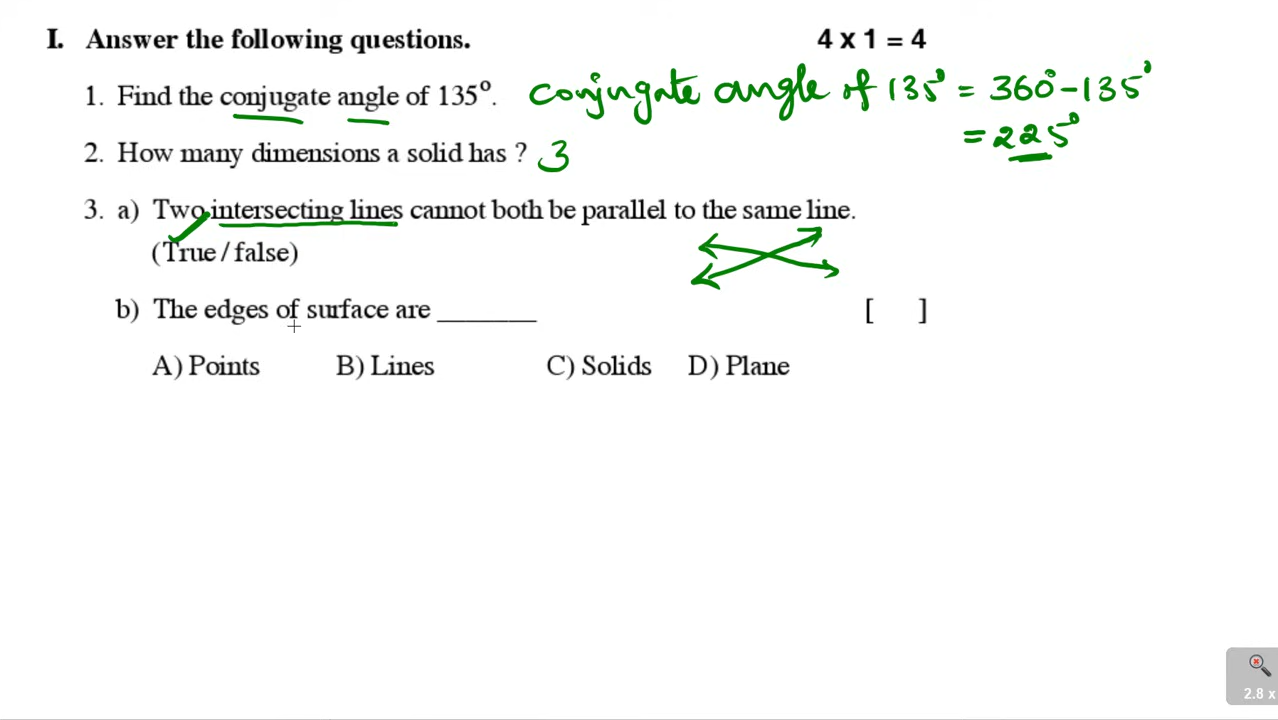 I. Answer the following questions. 4 x 1 = 4
1. Find the conjugate angle of 135°. conjugate angle of 135° = 360° - 135°
= 225°
2. How many dimensions a solid has ? 3
3. a) Two intersecting lines cannot both be parallel to the same line.
(True / false)
b) The edges of surface are _______ [ ]
A) Points B) Lines C) Solids D) Plane
2.8 x